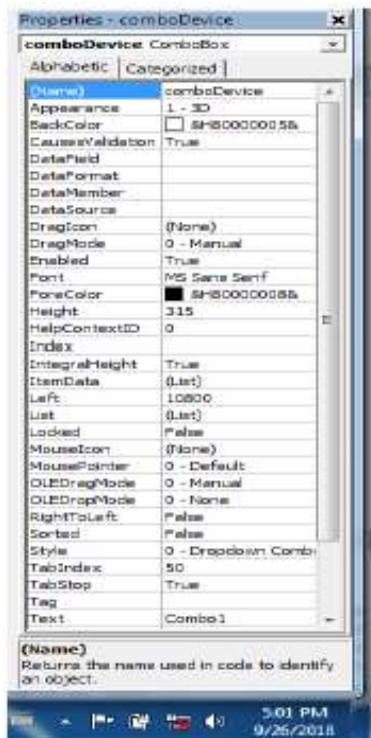 Properties - comboDevice
comboDevice ComboBox
Alphabetic Categorized
(Name) comboDevice
Appearance 1 - 3D
BackColor &H80000005&
CausesValidation True
DataField
DataFormat
DataMember
DataSource
DragIcon (None)
DragMode 0 - Manual
Enabled True
Font MS Sans Serif
ForeColor &H80000008&
Height 315
HelpContextID 0
Index
IntegralHeight True
ItemData (List)
Left 10800
List (List)
Locked False
MouseIcon (None)
MousePointer 0 - Default
OLEDragMode 0 - Manual
OLEDropMode 0 - None
RightToLeft False
Sorted False
Style 0 - Dropdown Comb
TabIndex 50
TabStop True
Tag
Text Combo1
(Name)
Returns the name used in code to identify
an object.
5:01 PM
9/26/2018